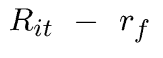 $R_{it} - r_f$